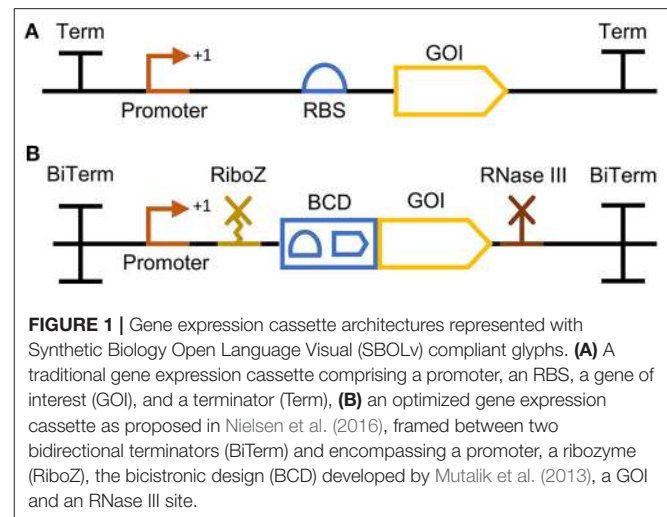 A
Term
Term
+1
GOI
Promoter
RBS
B
BiTerm
RiboZ
RNase III
BiTerm
+1
BCD
GOI
Promoter
FIGURE 1 | Gene expression cassette architectures represented with
Synthetic Biology Open Language Visual (SBOLv) compliant glyphs. (A) A
traditional gene expression cassette comprising a promoter, an RBS, a gene of
interest (GOI), and a terminator (Term), (B) an optimized gene expression
cassette as proposed in Nielsen et al. (2016), framed between two
bidirectional terminators (BiTerm) and encompassing a promoter, a ribozyme
(RiboZ), the bicistronic design (BCD) developed by Mutalik et al. (2013), a GOI
and an RNase III site.